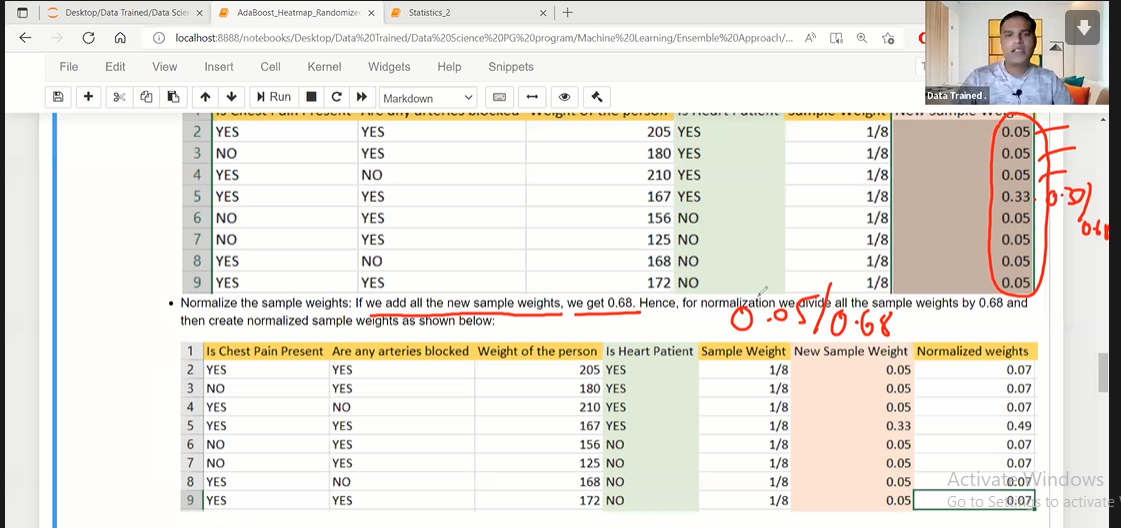 Desktop/Data Trained/Data Scie
AdaBoost_Heatmap_Randomize
Statistics_2
localhost:8888/notebooks/Desktop/Data%20Trained/Data%20Science%20PG%20program/Machine%20Learning/Ensemble%20Approach/...
File Edit View Insert Cell Kernel Widgets Help Snippets
Run Markdown
Data Trained .
1 Is Chest Pain Present Are any arteries blocked Weight of the person Is Heart Patient Sample Weight New Sample Weig
2 YES YES 205 YES 1/8 0.05
3 NO YES 180 YES 1/8 0.05
4 YES NO 210 YES 1/8 0.05
5 YES YES 167 YES 1/8 0.33
6 NO YES 156 NO 1/8 0.05
7 NO YES 125 NO 1/8 0.05
8 YES NO 168 NO 1/8 0.05
9 YES YES 172 NO 1/8 0.05
• Normalize the sample weights: If we add all the new sample weights, we get 0.68. Hence, for normalization we divide all the sample weights by 0.68 and
then create normalized sample weights as shown below:
0.05/0.68
1 Is Chest Pain Present Are any arteries blocked Weight of the person Is Heart Patient Sample Weight New Sample Weight Normalized weights
2 YES YES 205 YES 1/8 0.05 0.07
3 NO YES 180 YES 1/8 0.05 0.07
4 YES NO 210 YES 1/8 0.05 0.07
5 YES YES 167 YES 1/8 0.33 0.49
6 NO YES 156 NO 1/8 0.05 0.07
7 NO YES 125 NO 1/8 0.05 0.07
8 YES NO 168 NO 1/8 0.05 0.07
9 YES YES 172 NO 1/8 0.05 0.07
Activate Windows
Go to Settings to activate